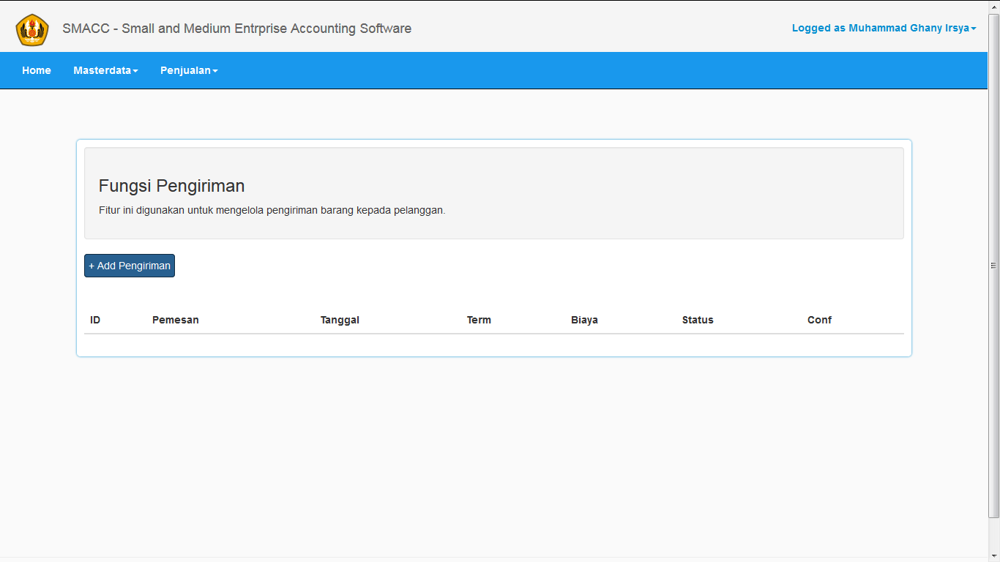 SMACC - Small and Medium Entrprise Accounting Software
Logged as Muhammad Ghany Irsya
Home Masterdata Penjualan
Fungsi Pengiriman
Fitur ini digunakan untuk mengelola pengiriman barang kepada pelanggan.
+ Add Pengiriman
ID Pemesan Tanggal Term Biaya Status Conf